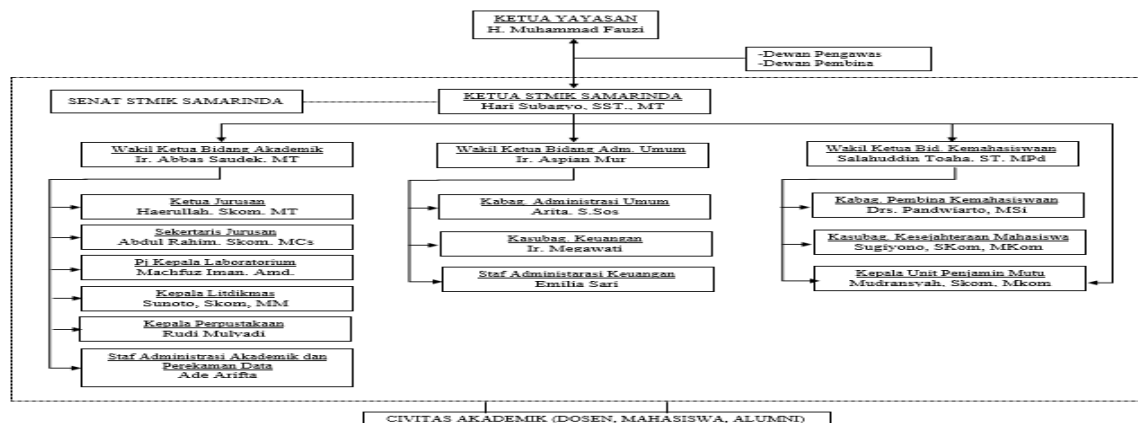 KETUA YAYASAN
H. Muhammad Fauzi
-Dewan Pengawas
-Dewan Pembina
SENAT STMIK SAMARINDA
KETUA STMIK SAMARINDA
Hari Subagyo, SST., MT
Wakil Ketua Bidang Akademik
Ir. Abbas Saudek. MT
Wakil Ketua Bidang Adm. Umum
Ir. Aspian Mur
Wakil Ketua Bid. Kemahasiswaan
Salahuddin Toaha. ST. MPd
Ketua Jurusan
Haerullah. Skom. MT
Sekertaris Jurusan
Abdul Rahim. Skom. MCs
Pj Kepala Laboratorium
Machfuz Iman. Amd.
Kepala Litdikmas
Sunoto, Skom, MM
Kepala Perpustakaan
Rudi Mulyadi
Staf Administrasi Akademik dan
Perekaman Data
Ade Arifta
Kabag. Administrasi Umum
Arita. S.Sos
Kasubag. Keuangan
Ir. Megawati
Staf Administarasi Keuangan
Emilia Sari
Kabag. Pembina Kemahasiswaan
Drs. Pandwiarto, MSi
Kasubag. Kesejahteraan Mahasiswa
Sugiyono, SKom, MKom
Kepala Unit Penjamin Mutu
Mudransyah. Skom. Mkom
CIVITAS AKADEMIK (DOSEN, MAHASISWA, ALUMNI)